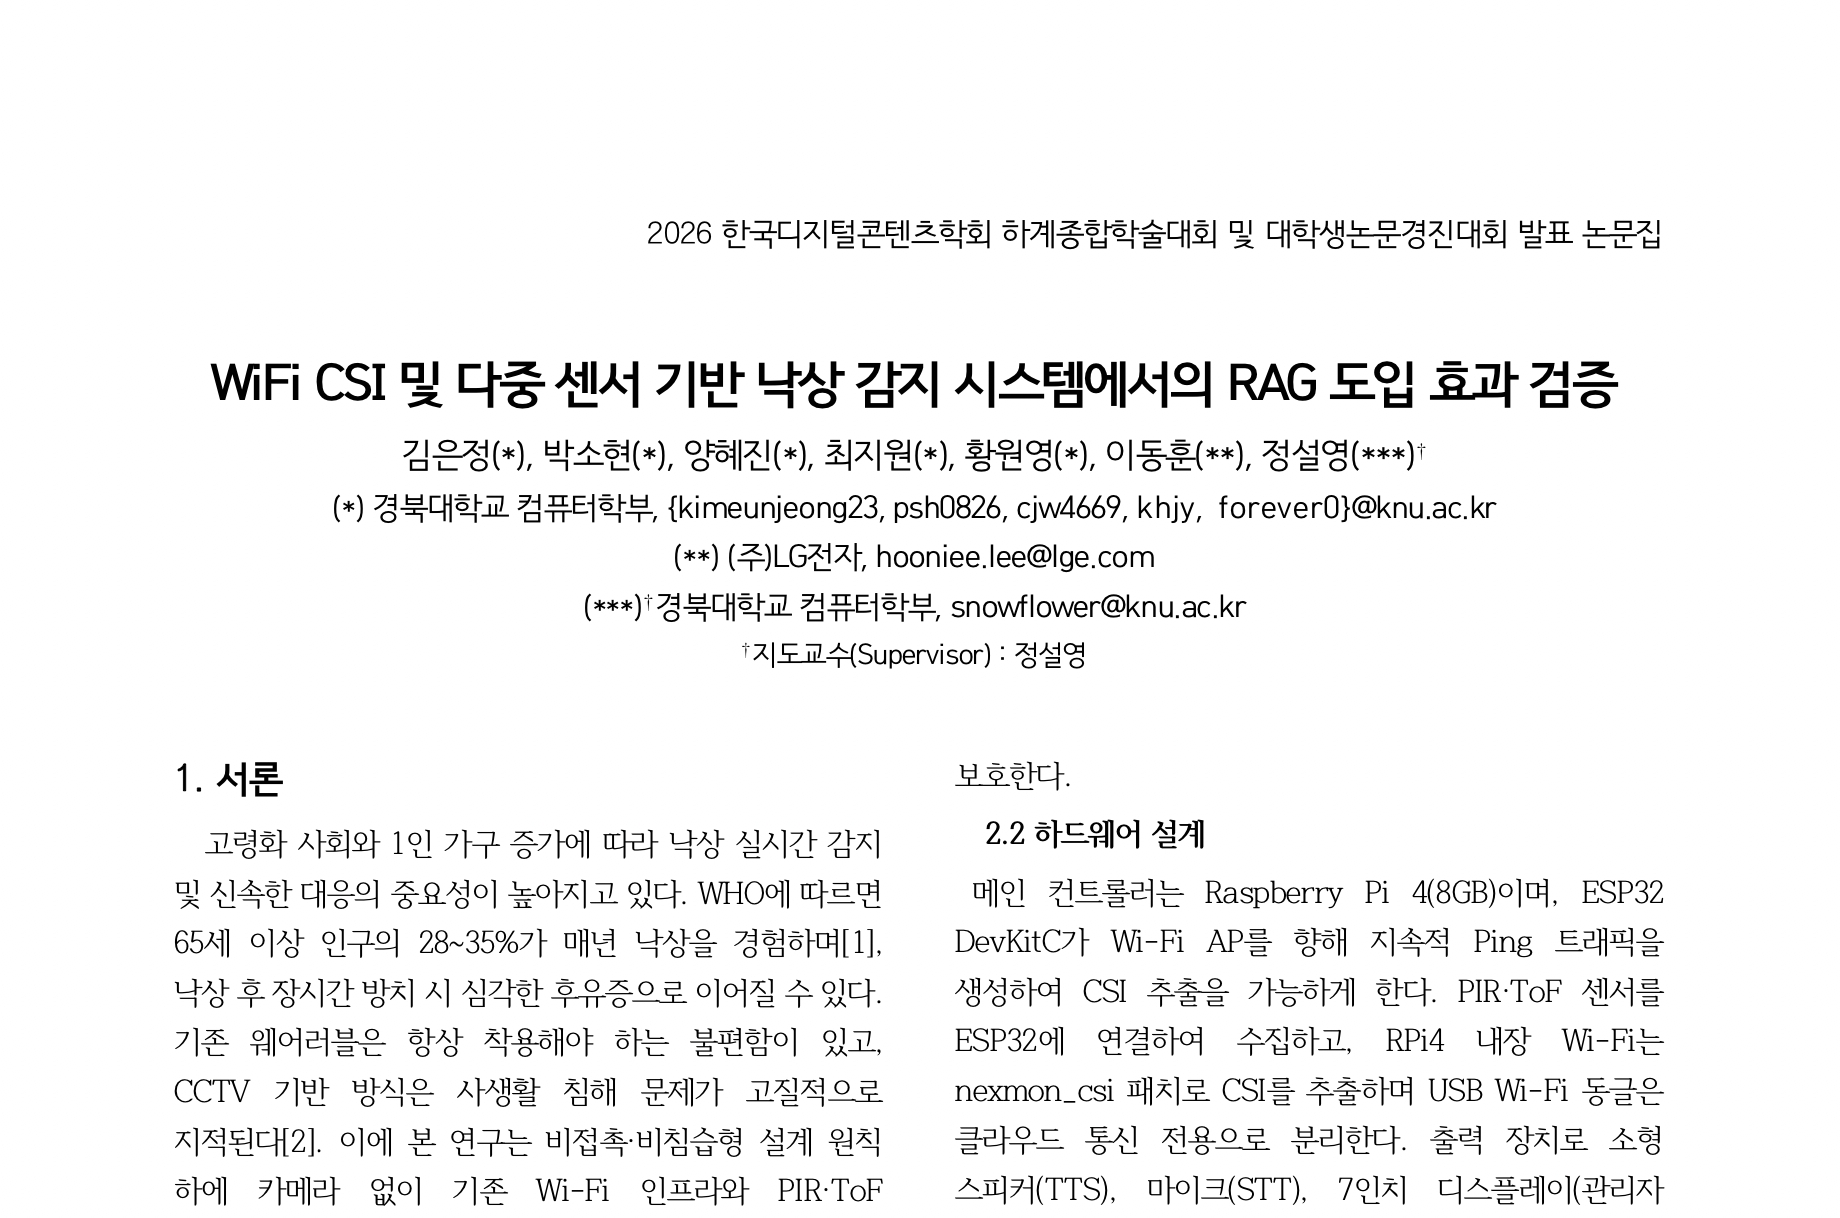 2026 한국디지털콘텐츠학회 하계종합학술대회 및 대학생논문경진대회 발표 논문집
WiFi CSI 및 다중 센서 기반 낙상 감지 시스템에서의 RAG 도입 효과 검증
김은정(*), 박소현(*), 양혜진(*), 최지원(*), 황원영(*), 이동훈(**), 정설영(***)†
(*) 경북대학교 컴퓨터학부, {kimeunjeong23, psh0826, cjw4669, khjy, forever0}@knu.ac.kr
(**) (주)LG전자, hooniee.lee@lge.com
(***)†경북대학교 컴퓨터학부, snowflower@knu.ac.kr
†지도교수(Supervisor) : 정설영
1. 서론
고령화 사회와 1인 가구 증가에 따라 낙상 실시간 감지
및 신속한 대응의 중요성이 높아지고 있다. WHO에 따르면
65세 이상 인구의 28~35%가 매년 낙상을 경험하며[1],
낙상 후 장시간 방치 시 심각한 후유증으로 이어질 수 있다.
기존 웨어러블은 항상 착용해야 하는 불편함이 있고,
CCTV 기반 방식은 사생활 침해 문제가 고질적으로
지적된다[2]. 이에 본 연구는 비접촉·비침습형 설계 원칙
하에 카메라 없이 기존 Wi-Fi 인프라와 PIR·ToF
보호한다.
2.2 하드웨어 설계
메인 컨트롤러는 Raspberry Pi 4(8GB)이며, ESP32
DevKitC가 Wi-Fi AP를 향해 지속적 Ping 트래픽을
생성하여 CSI 추출을 가능하게 한다. PIR·ToF 센서를
ESP32에 연결하여 수집하고, RPi4 내장 Wi-Fi는
nexmon_csi 패치로 CSI를 추출하며 USB Wi-Fi 동글은
클라우드 통신 전용으로 분리한다. 출력 장치로 소형
스피커(TTS), 마이크(STT), 7인치 디스플레이(관리자